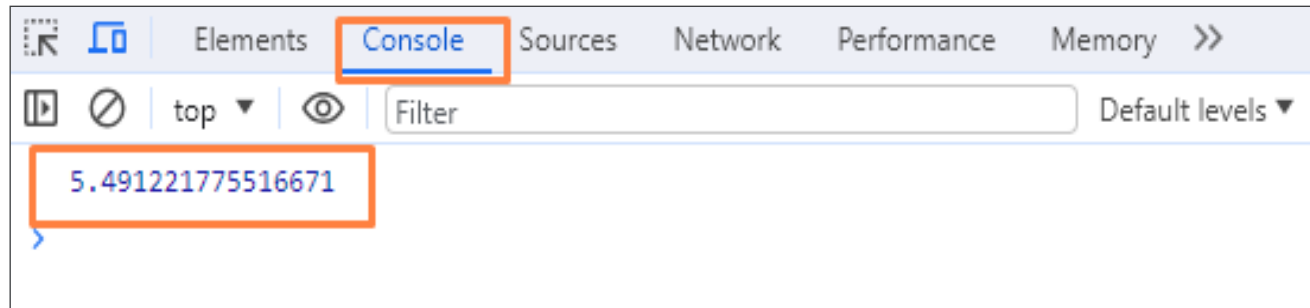 Elements Console Sources Network Performance Memory
top Filter Default levels
5.491221775516671